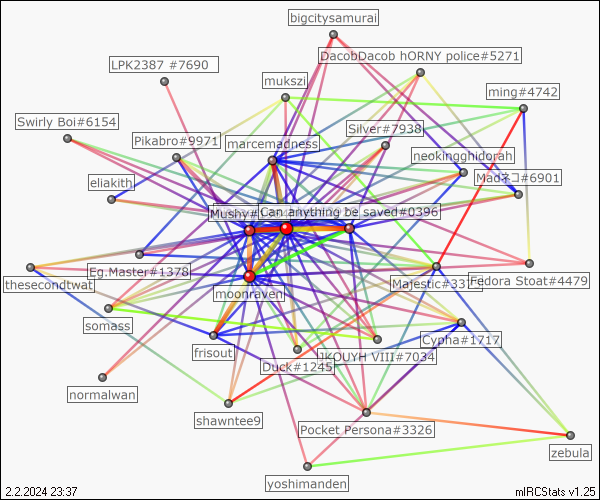 bigcitysamurai
DacobDacob hORNY police#5271
LPK2387 #7690
mukszi
ming#4742
Swirly Boi#6154
Silver#7938
Pikabro#9971
marcemadness
neokingghidorah
eliakith
Madネコ#6901
Mushy#
Can anything be saved#0396
Eg.Master#1378
thesecondtwat
moonraven
Majestic#331
Fedora Stoat#4479
somass
Cypha#1717
frisout
JKOUYH VIII#7034
Duck#1245
normalwan
shawntee9
Pocket Persona#3326
zebula
yoshimanden
2.2.2024 23:37
mIRCStats v1.25